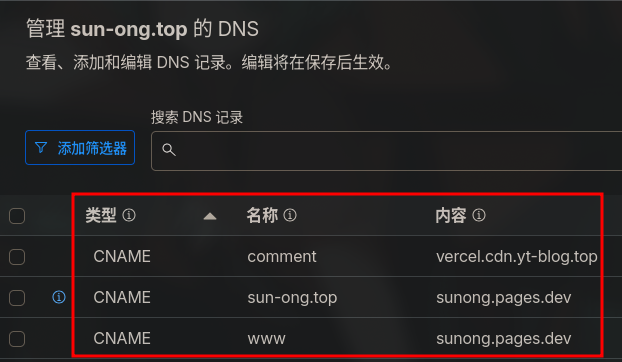 管理 sun-ong.top 的 DNS
查看、添加和编辑 DNS 记录。编辑将在保存后生效。
搜索 DNS 记录
添加筛选器
类型 名称 内容
CNAME comment vercel.cdn.yt-blog.top
CNAME sun-ong.top sunong.pages.dev
CNAME www sunong.pages.dev